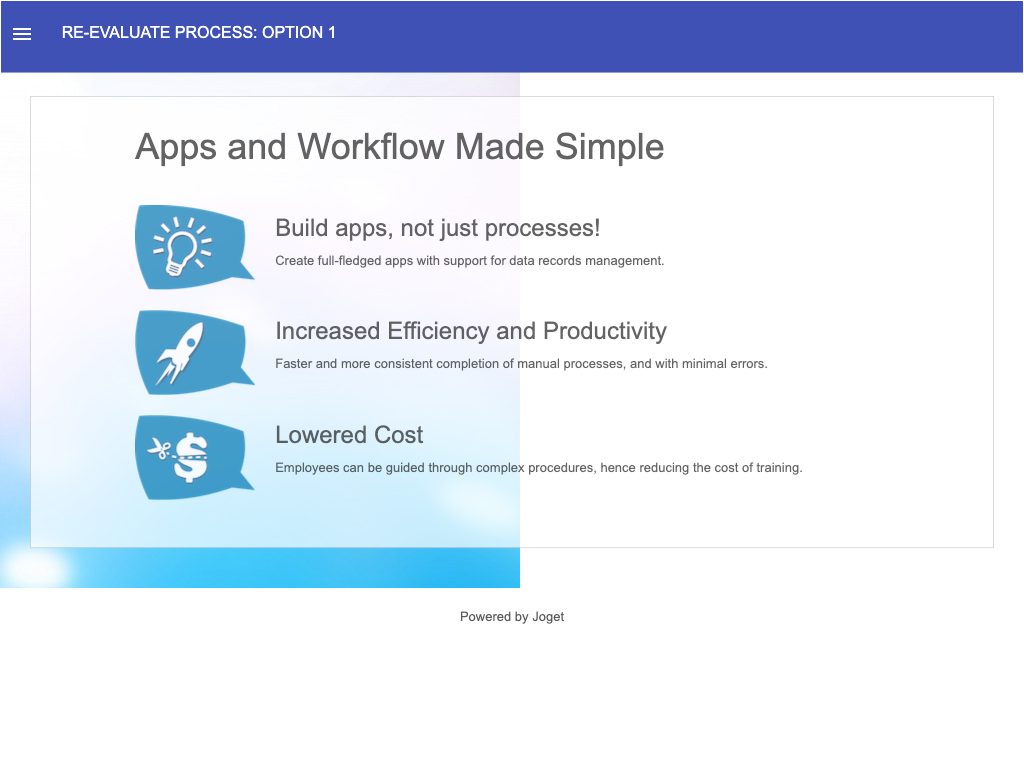 RE-EVALUATE PROCESS: OPTION 1
Apps and Workflow Made Simple
Build apps, not just processes!
Create full-fledged apps with support for data records management.
Increased Efficiency and Productivity
Faster and more consistent completion of manual processes, and with minimal errors.
Lowered Cost
Employees can be guided through complex procedures, hence reducing the cost of training.
Powered by Joget